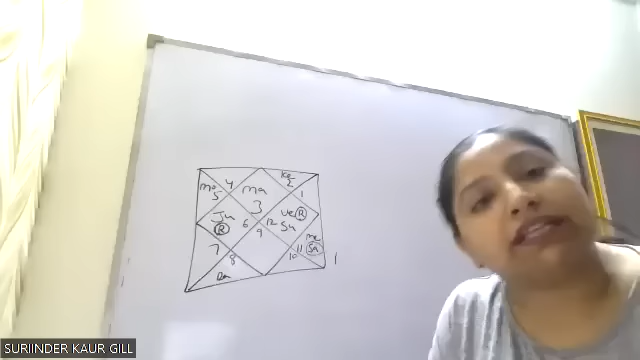 Ke
4 ma 2 1
mo
5 3
Ju 6 12 Ve R
R 9 Su
7 8 11 me
10 Sa 1
Ra
SURIINDER KAUR GILL